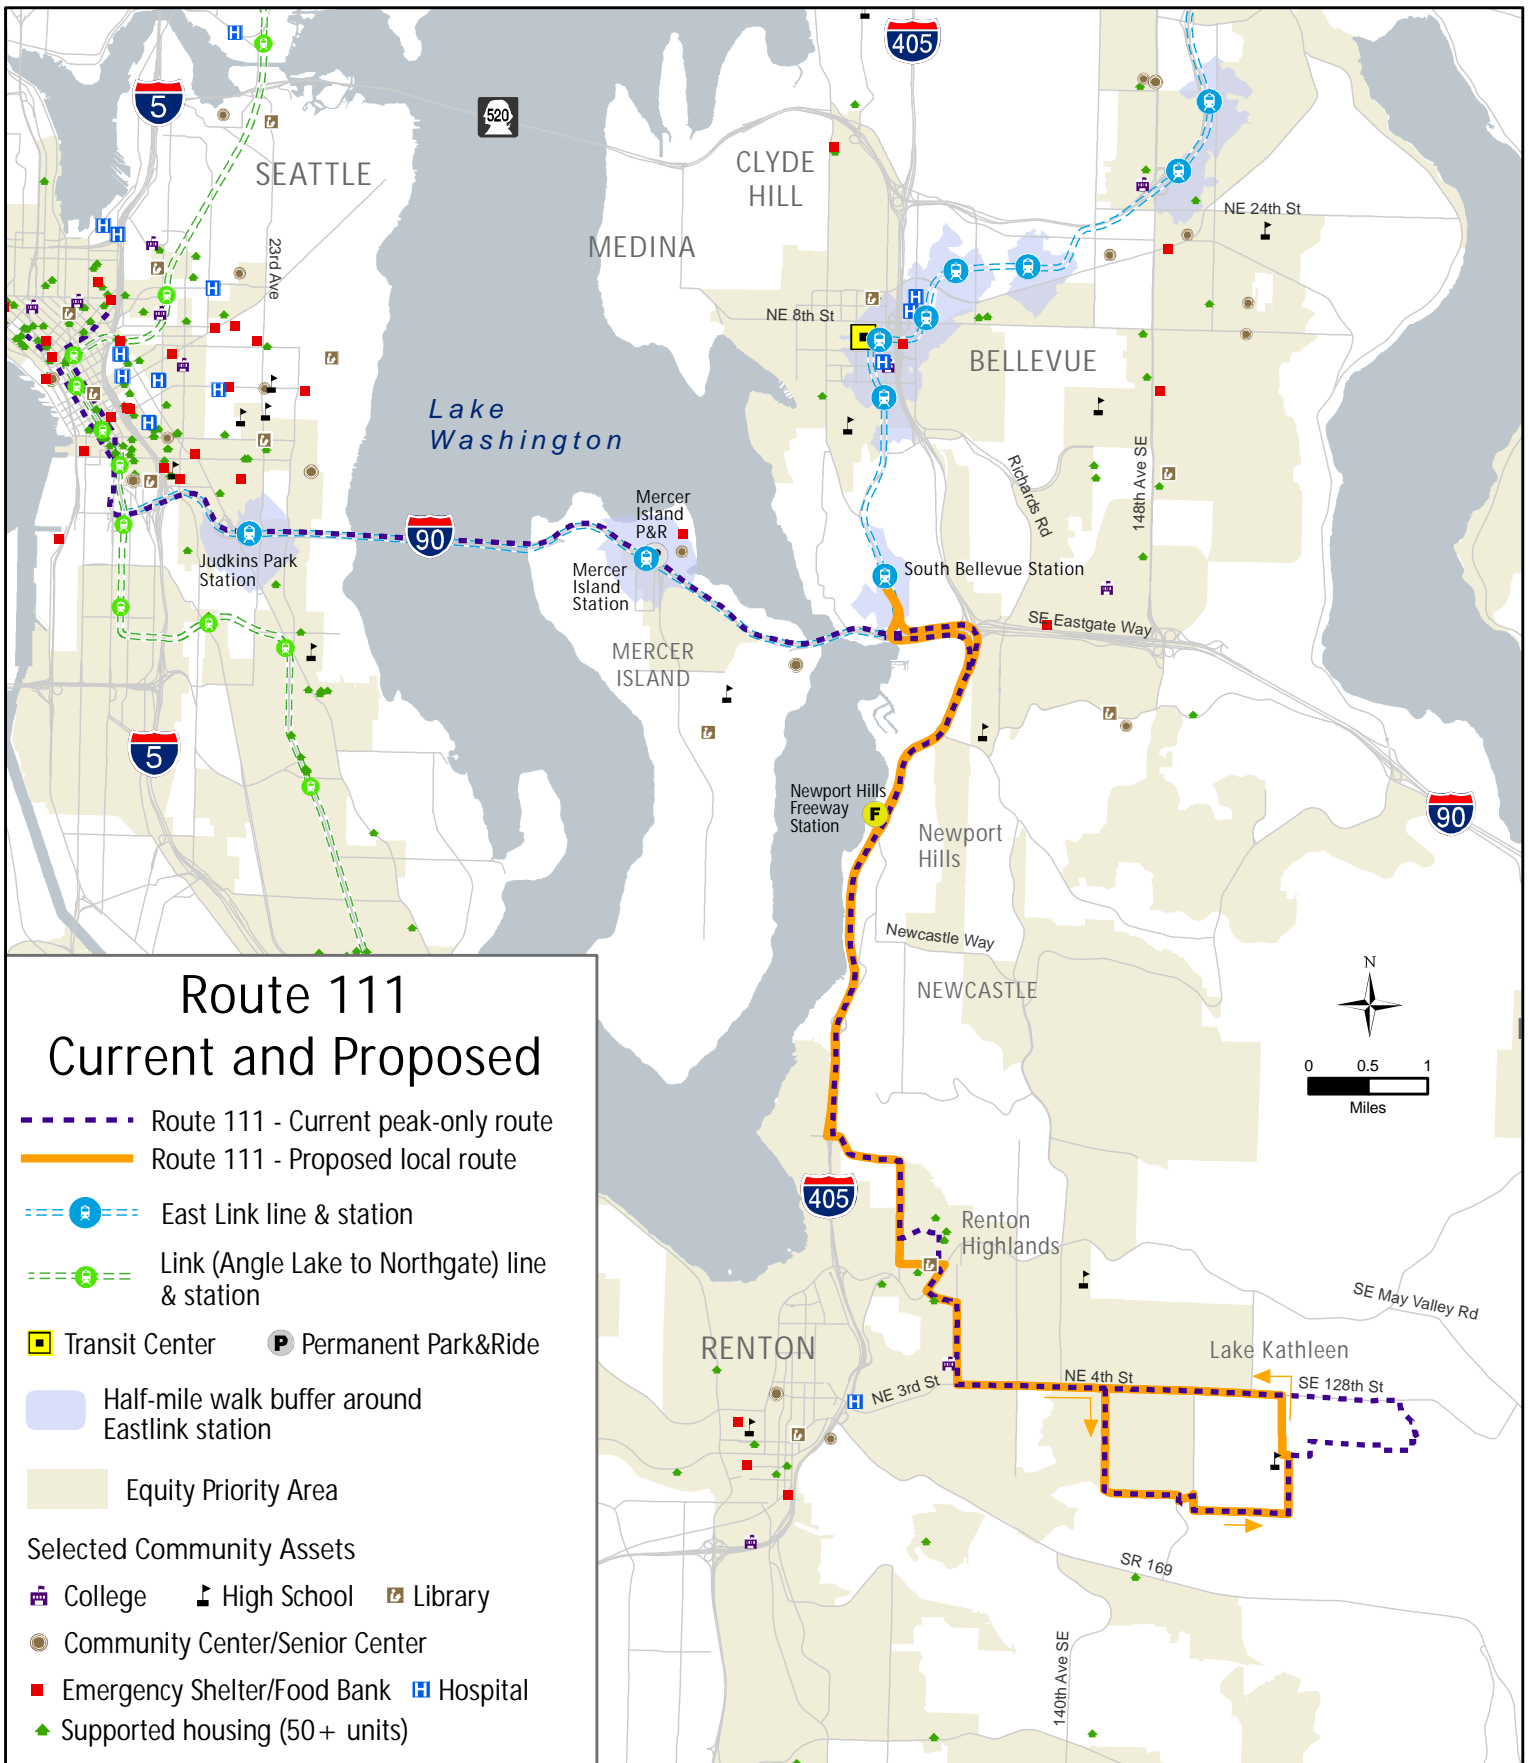 405
5
520
SEATTLE
CLYDE
HILL
MEDINA
NE 24th St
23rd Ave
NE 8th St
BELLEVUE
Lake
Washington
Richards Rd
148th Ave SE
Mercer
Island
P&R
90
Judkins Park
Station
Mercer
Island
Station
South Bellevue Station
SE Eastgate Way
MERCER
ISLAND
5
Newport Hills
Freeway
Station
F
Newport
Hills
90
Newcastle Way
NEWCASTLE
N
0 0.5 1
Miles
405
Renton
Highlands
SE May Valley Rd
RENTON
Lake Kathleen
NE 3rd St
NE 4th St
SE 128th St
SR 169
140th Ave SE
Route 111
Current and Proposed
Route 111 - Current peak-only route
Route 111 - Proposed local route
East Link line & station
Link (Angle Lake to Northgate) line
& station
Transit Center
P Permanent Park&Ride
Half-mile walk buffer around
Eastlink station
Equity Priority Area
Selected Community Assets
College
High School
Library
Community Center/Senior Center
Emergency Shelter/Food Bank
H Hospital
Supported housing (50+ units)